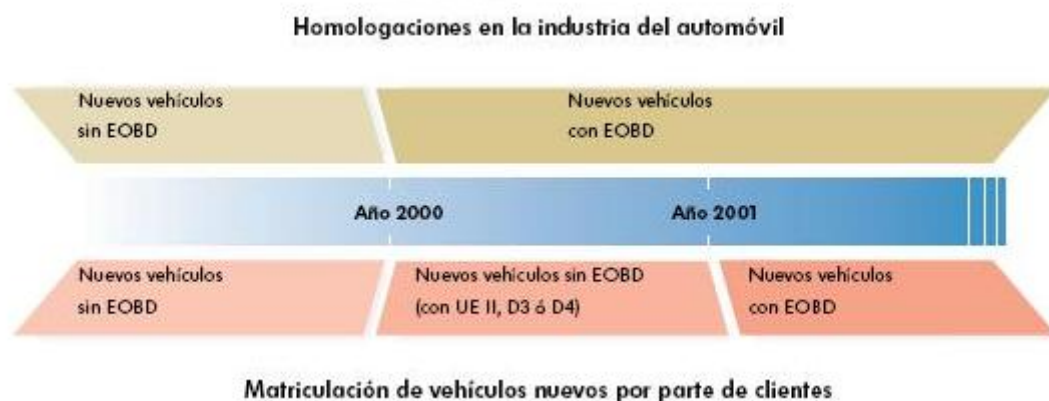 Homologaciones en la industria del automóvil
Nuevos vehículos
sin EOBD
Nuevos vehículos
con EOBD
Año 2000
Año 2001
Nuevos vehículos
sin EOBD
Nuevos vehículos sin EOBD
(con UE II, D3 ó D4)
Nuevos vehículos
con EOBD
Matriculación de vehículos nuevos por parte de clientes